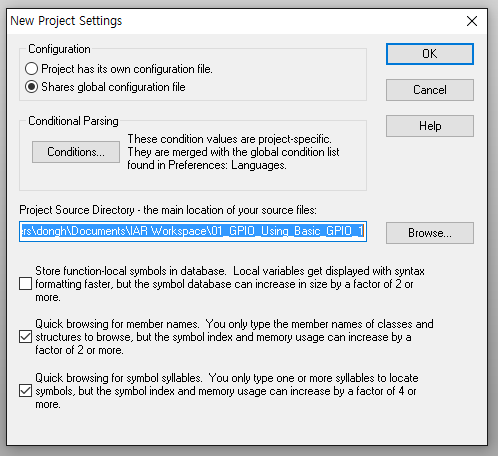 New Project Settings
Configuration
Project has its own configuration file.
Shares global configuration file
OK
Cancel
Help
Conditional Parsing
Conditions...
These condition values are project-specific.
They are merged with the global condition list
found in Preferences: Languages.
Project Source Directory - the main location of your source files:
ers\dongh\Documents\IAR Workspace\01_GPIO_Using_Basic_GPIO_1
Browse...
Store function-local symbols in database.  Local variables get displayed with syntax
formatting faster, but the symbol database can increase in size by a factor of 2 or
more.
Quick browsing for member names.  You only type the member names of classes and
structures to browse, but the symbol index and memory usage can increase by a
factor of 2 or more.
Quick browsing for symbol syllables.  You only type one or more syllables to locate
symbols, but the symbol index and memory usage can increase by a factor of 4 or
more.